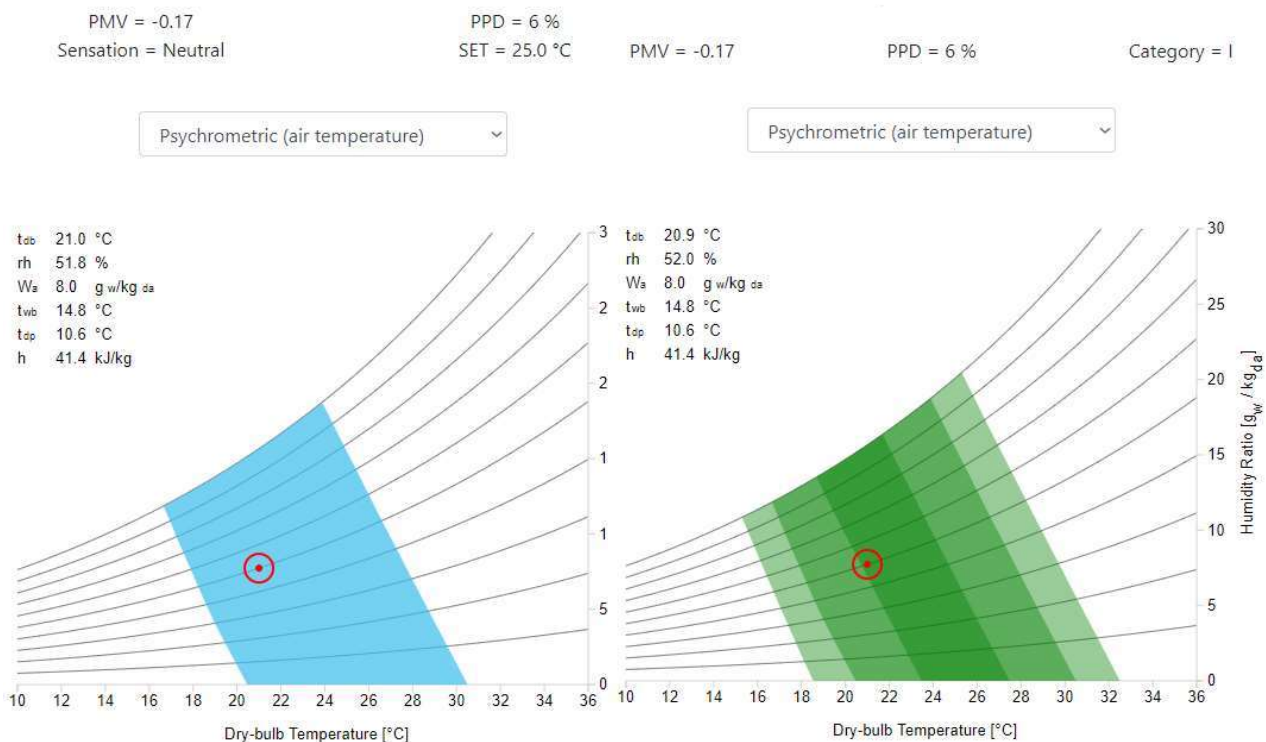 PMV = -0.17
PPD = 6 %
Sensation = Neutral
SET = 25.0 °C
Psychrometric (air temperature)
tdb 21.0 °C
rh 51.8 %
Wa 8.0 g w/kg da
twb 14.8 °C
tdp 10.6 °C
h 41.4 kJ/kg
3
2
2
1
1
5
0
10 12 14 16 18 20 22 24 26 28 30 32 34 36
Dry-bulb Temperature [°C]
PMV = -0.17
PPD = 6 %
Category = I
Psychrometric (air temperature)
tdb 20.9 °C
rh 52.0 %
Wa 8.0 g w/kg da
twb 14.8 °C
tdp 10.6 °C
h 41.4 kJ/kg
30
25
20
15
10
5
0
Humidity Ratio [gw / kgda]
10 12 14 16 18 20 22 24 26 28 30 32 34 36
Dry-bulb Temperature [°C]